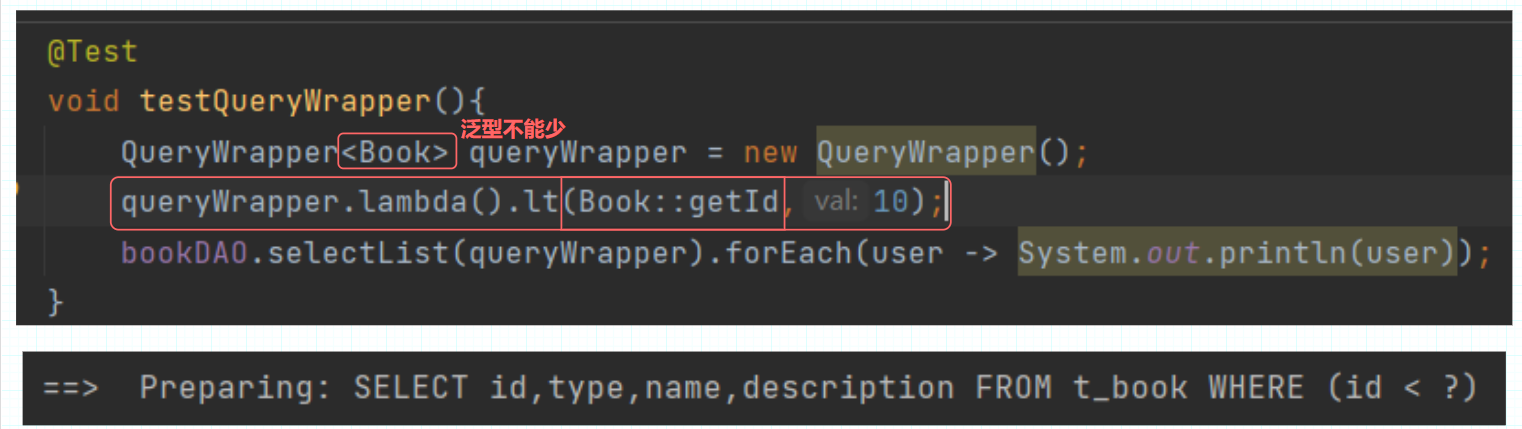 @Test
void testQueryWrapper(){
泛型不能少
QueryWrapper<Book> queryWrapper = new QueryWrapper();
queryWrapper.lambda().lt(Book::getId, val: 10);
bookDAO.selectList(queryWrapper).forEach(user -> System.out.println(user));
}
==>  Preparing: SELECT id,type,name,description FROM t_book WHERE (id < ?)